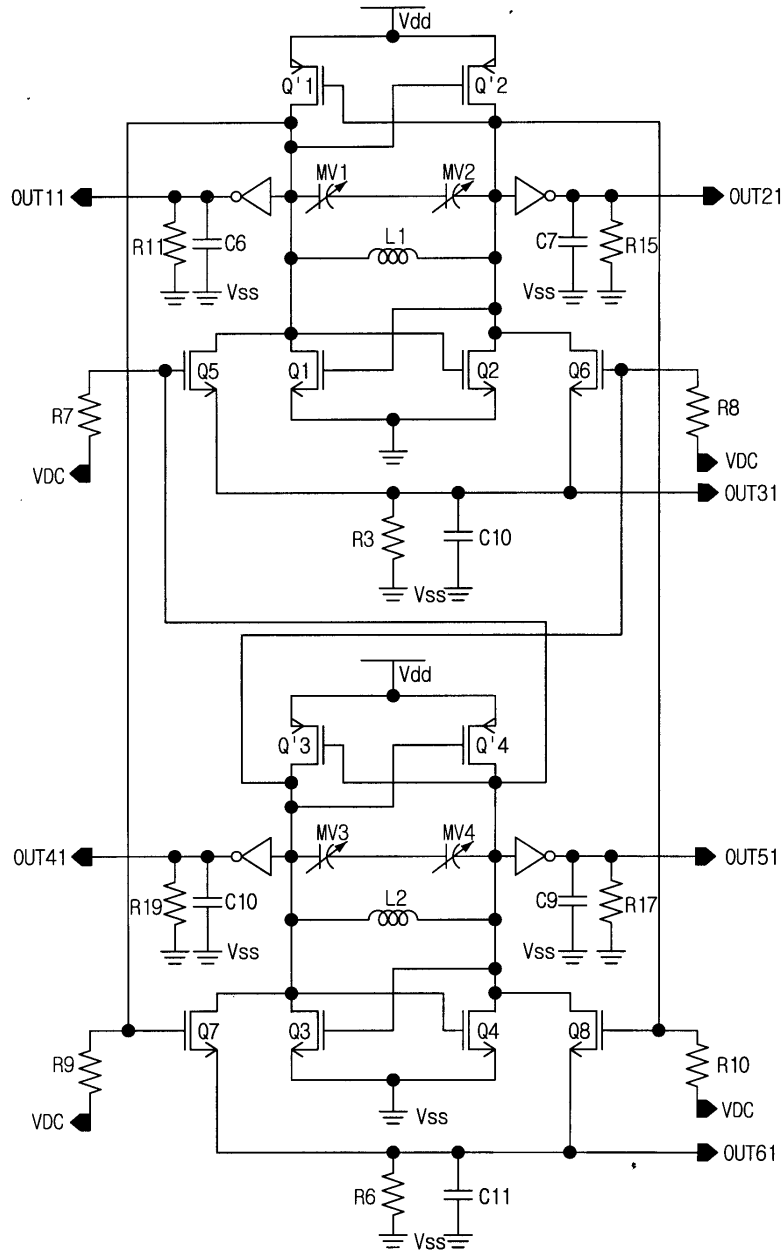 Vdd
Q'1 Q'2
OUT11 MV1 MV2 OUT21
R11 C6 L1 C7 R15
Vss Vss
Q5 Q1 Q2 Q6
R7 R8
VDC VDC
OUT31
R3 C10
Vss
Vdd
Q'3 Q'4
OUT41 MV3 MV4 OUT51
R19 C10 L2 C9 R17
Vss Vss
Q7 Q3 Q4 Q8
R9 R10
VDC Vss VDC
OUT61
R6 C11
Vss